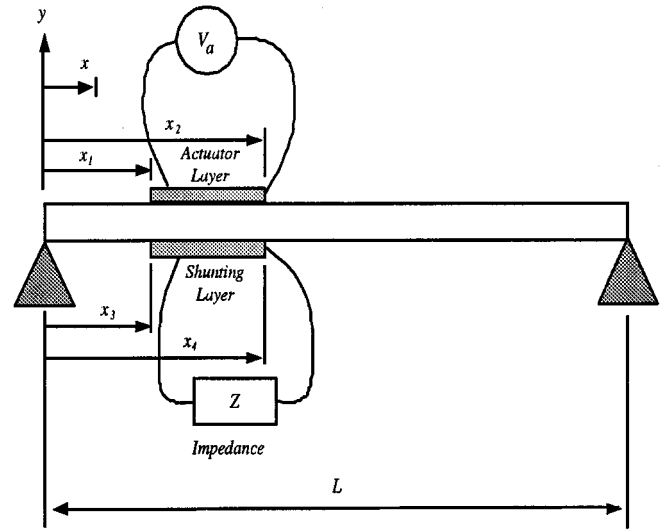 y
V_a
x
x_2
x_1
Actuator
Layer
Shunting
Layer
x_3
x_4
Z
Impedance
L